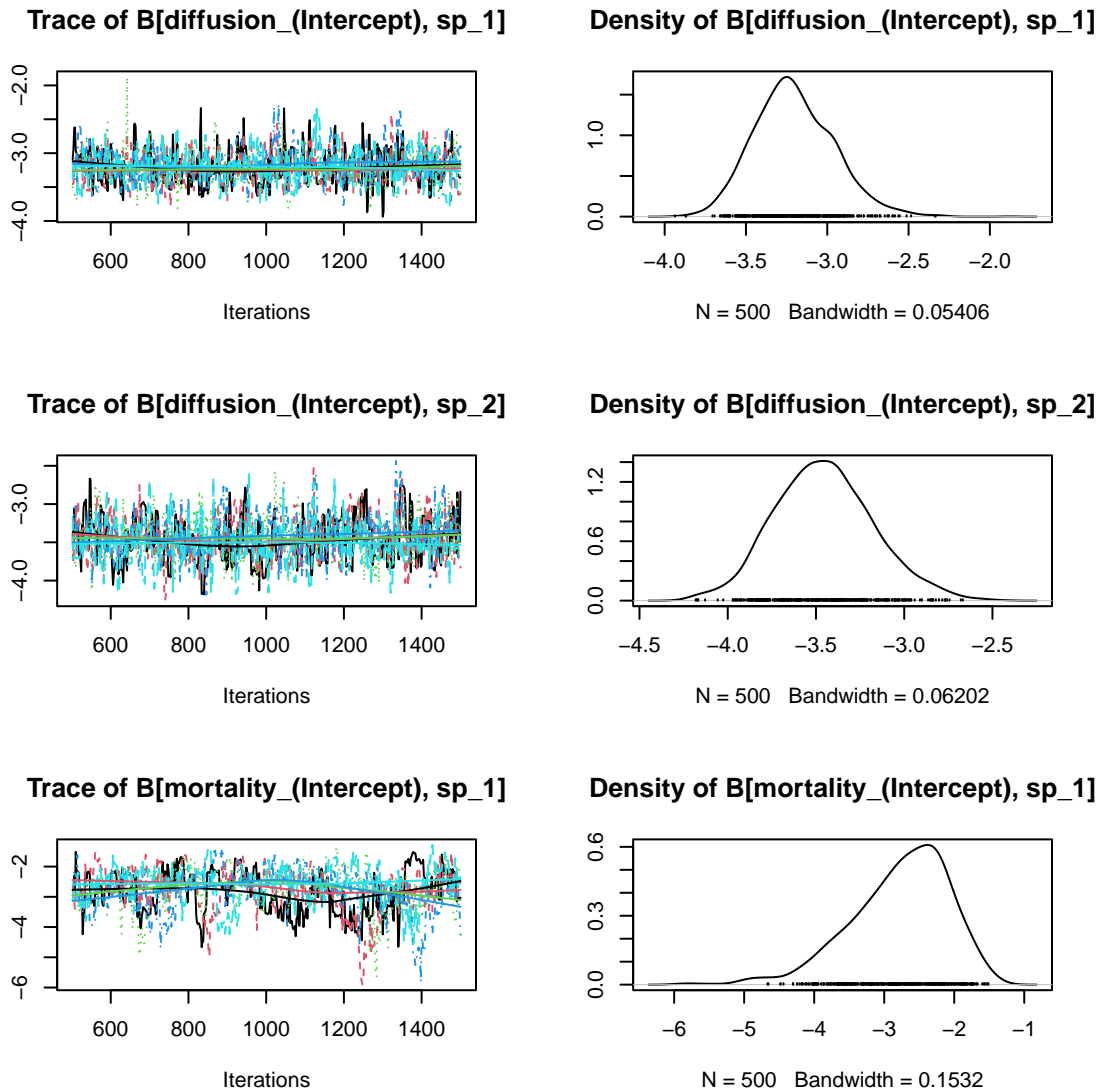 Trace of B[diffusion_(Intercept), sp_1]
−2.0
−3.0
−4.0
600 800 1000 1200 1400
Iterations
Density of B[diffusion_(Intercept), sp_1]
1.0
0.0
−4.0 −3.5 −3.0 −2.5 −2.0
N = 500 Bandwidth = 0.05406
Trace of B[diffusion_(Intercept), sp_2]
−3.0
−4.0
600 800 1000 1200 1400
Iterations
Density of B[diffusion_(Intercept), sp_2]
1.2
0.6
0.0
−4.5 −4.0 −3.5 −3.0 −2.5
N = 500 Bandwidth = 0.06202
Trace of B[mortality_(Intercept), sp_1]
−2
−4
−6
600 800 1000 1200 1400
Iterations
Density of B[mortality_(Intercept), sp_1]
0.6
0.3
0.0
−6 −5 −4 −3 −2 −1
N = 500 Bandwidth = 0.1532